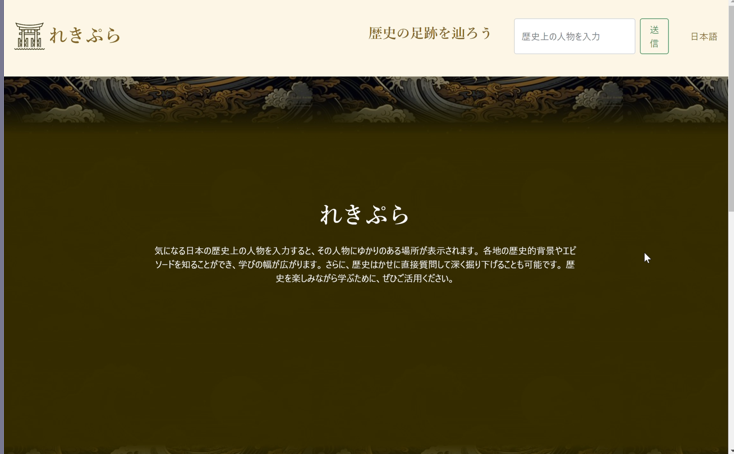 れきぷら
歴史の足跡を辿ろう
歴史上の人物を入力
送
信
日本語
れきぷら
気になる日本の歴史上の人物を入力すると、その人物にゆかりのある場所が表示されます。各地の歴史的背景やエピ
ソードを知ることができ、学びの幅が広がります。さらに、歴史はかせに直接質問して深く掘り下げることも可能です。歴
史を楽しみながら学ぶために、ぜひご活用ください。